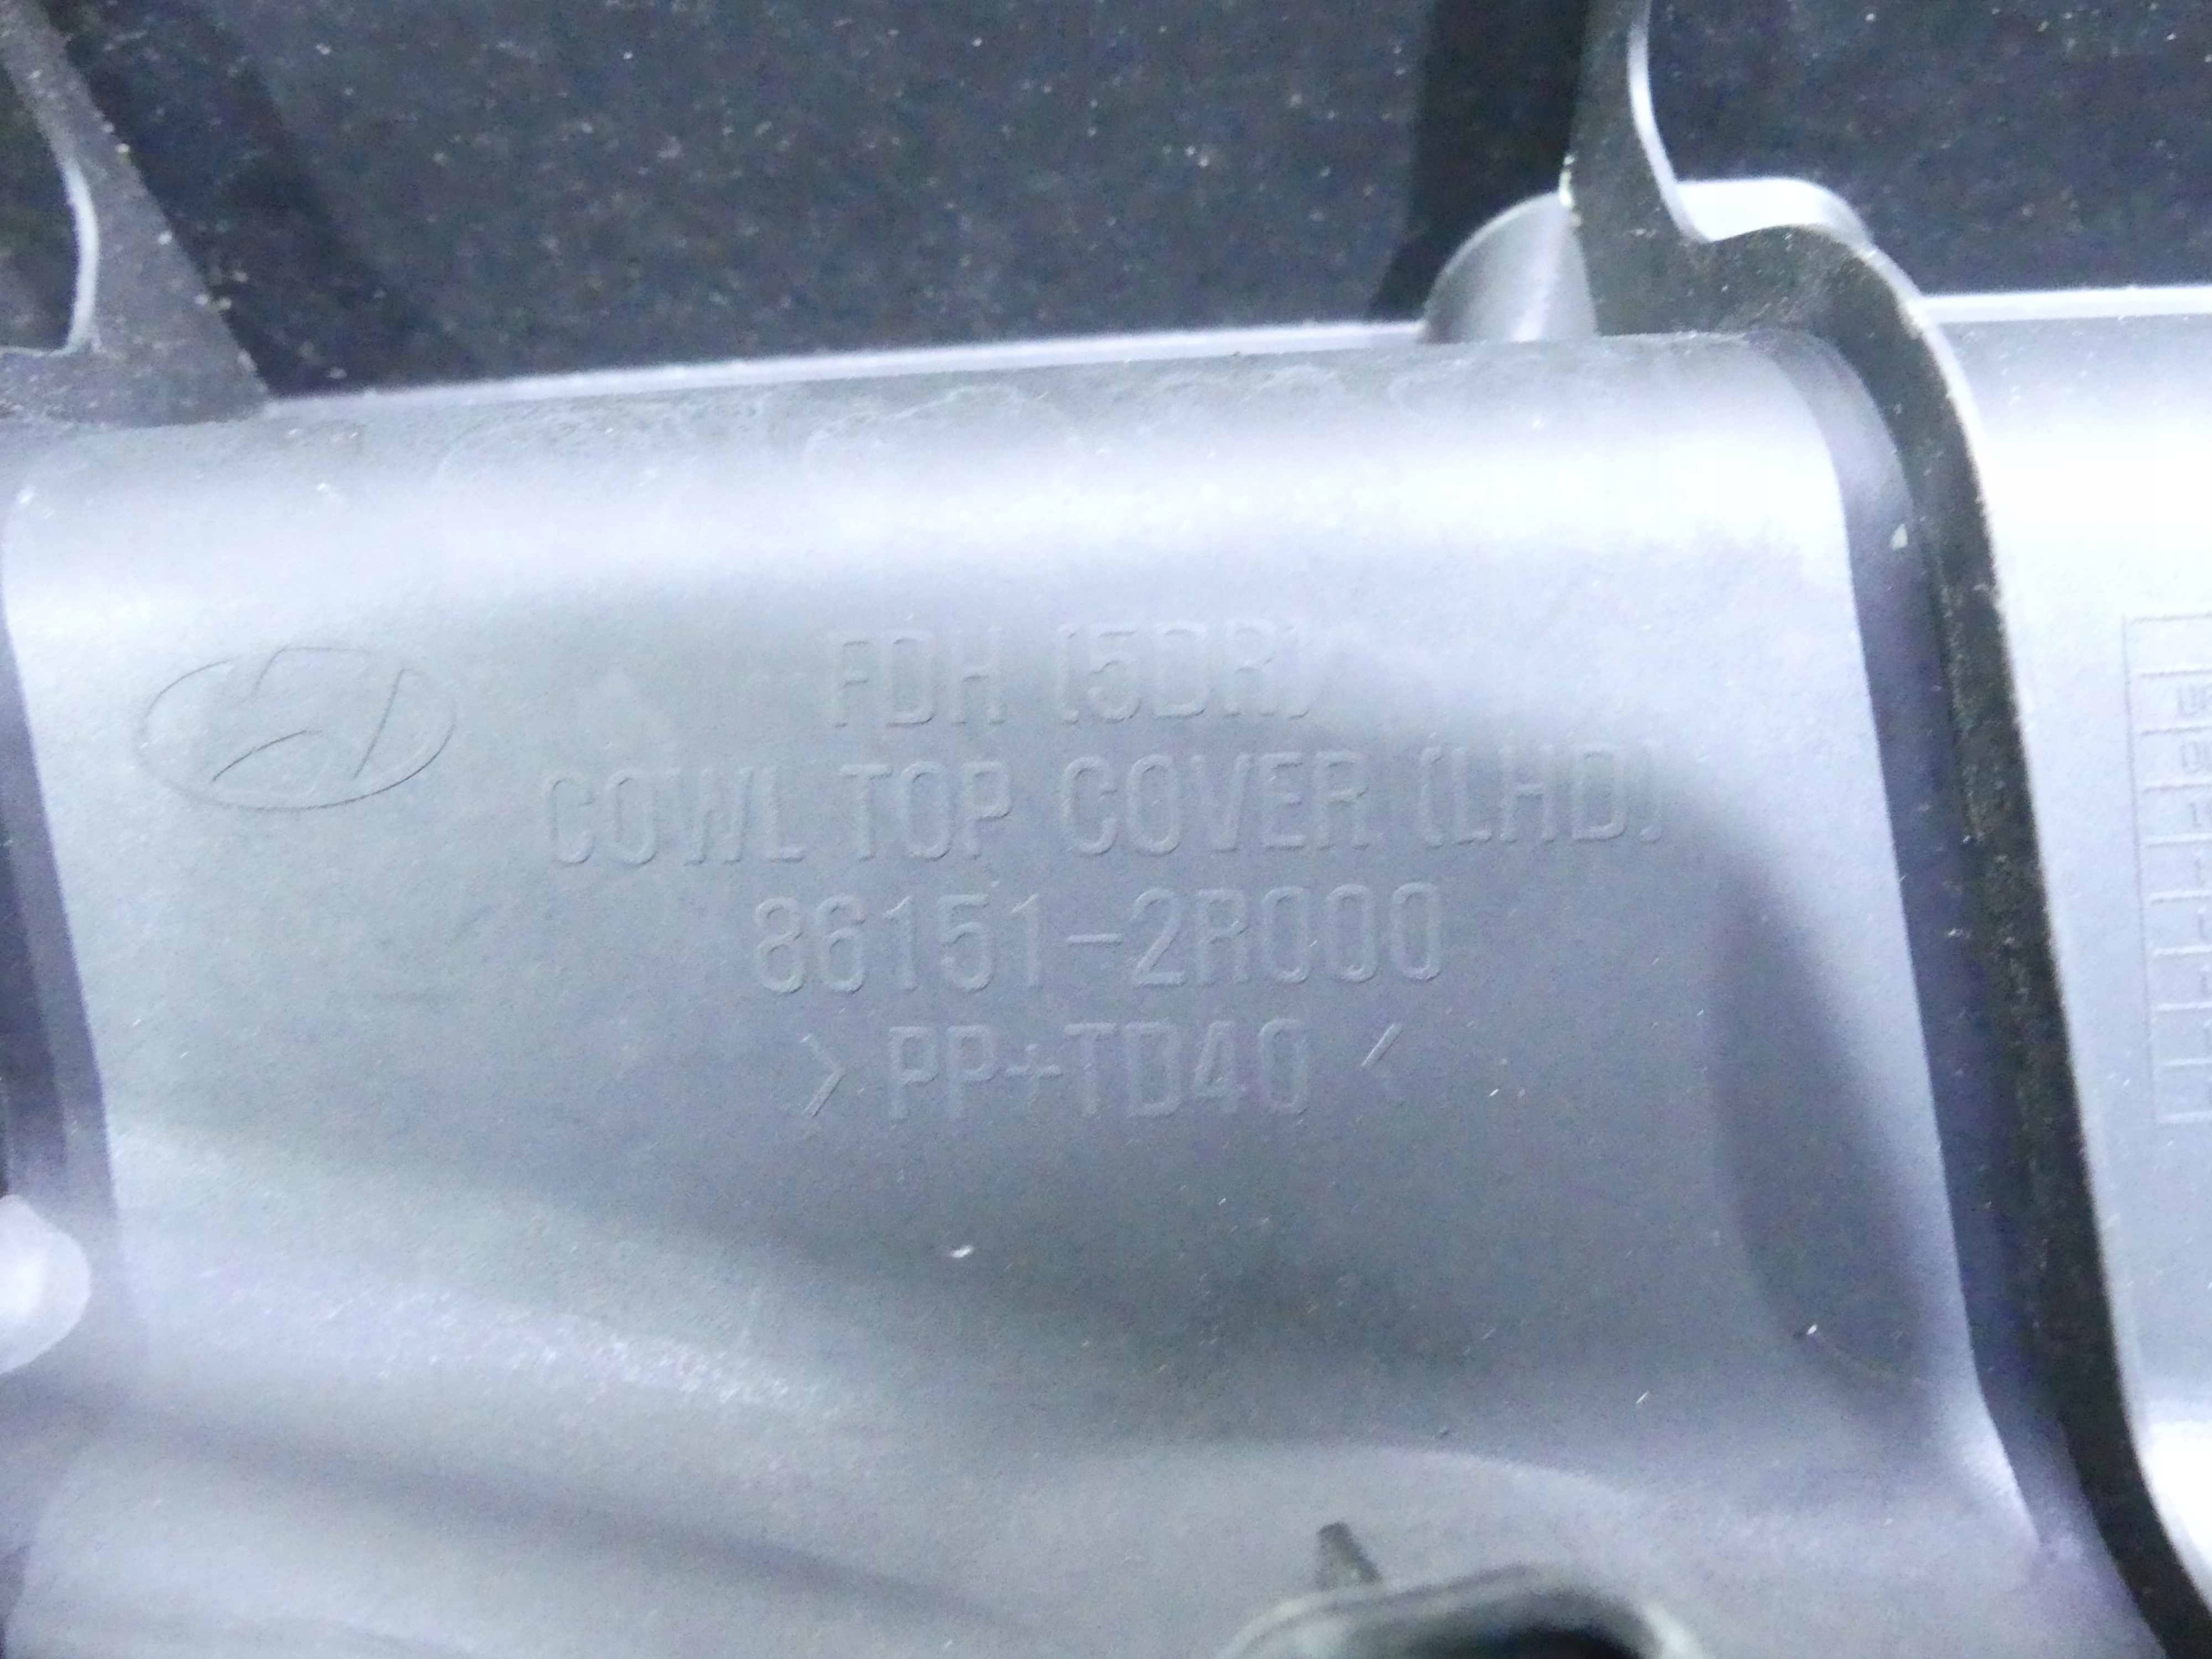 FDH (5DR)
COWL TOP COVER (LHD)
86151-2R000
> PP+TD40 <